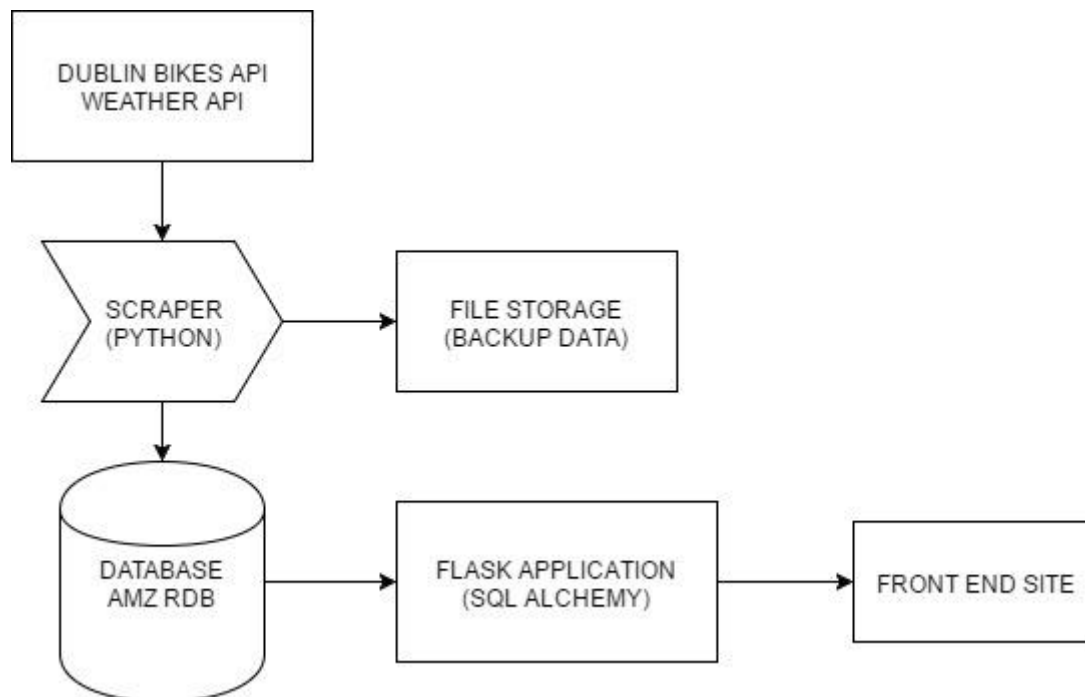 DUBLIN BIKES API
WEATHER API
SCRAPER
(PYTHON)
FILE STORAGE
(BACKUP DATA)
DATABASE
AMZ RDB
FLASK APPLICATION
(SQL ALCHEMY)
FRONT END SITE